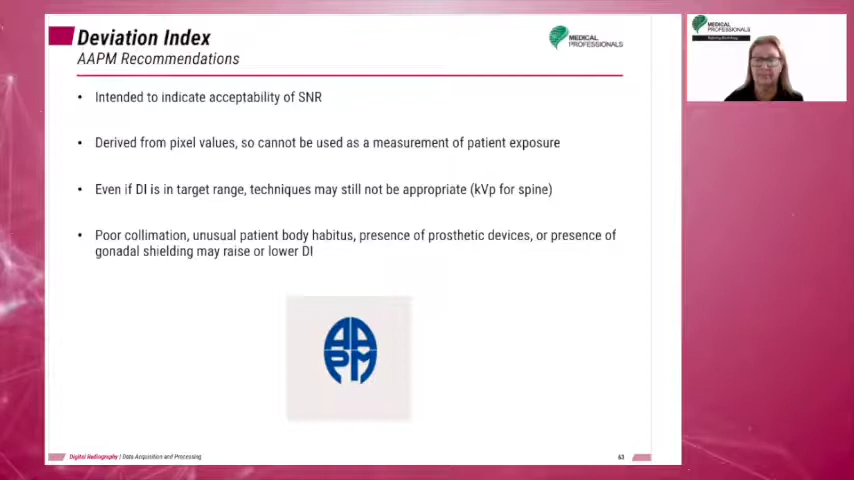 Deviation Index
AAPM Recommendations
MEDICAL
PROFESSIONALS
• Intended to indicate acceptability of SNR
• Derived from pixel values, so cannot be used as a measurement of patient exposure
• Even if DI is in target range, techniques may still not be appropriate (kVp for spine)
• Poor collimation, unusual patient body habitus, presence of prosthetic devices, or presence of
gonadal shielding may raise or lower DI
AAPM
Digital Radiography | Data Acquisition and Processing
63
MEDICAL
PROFESSIONALS